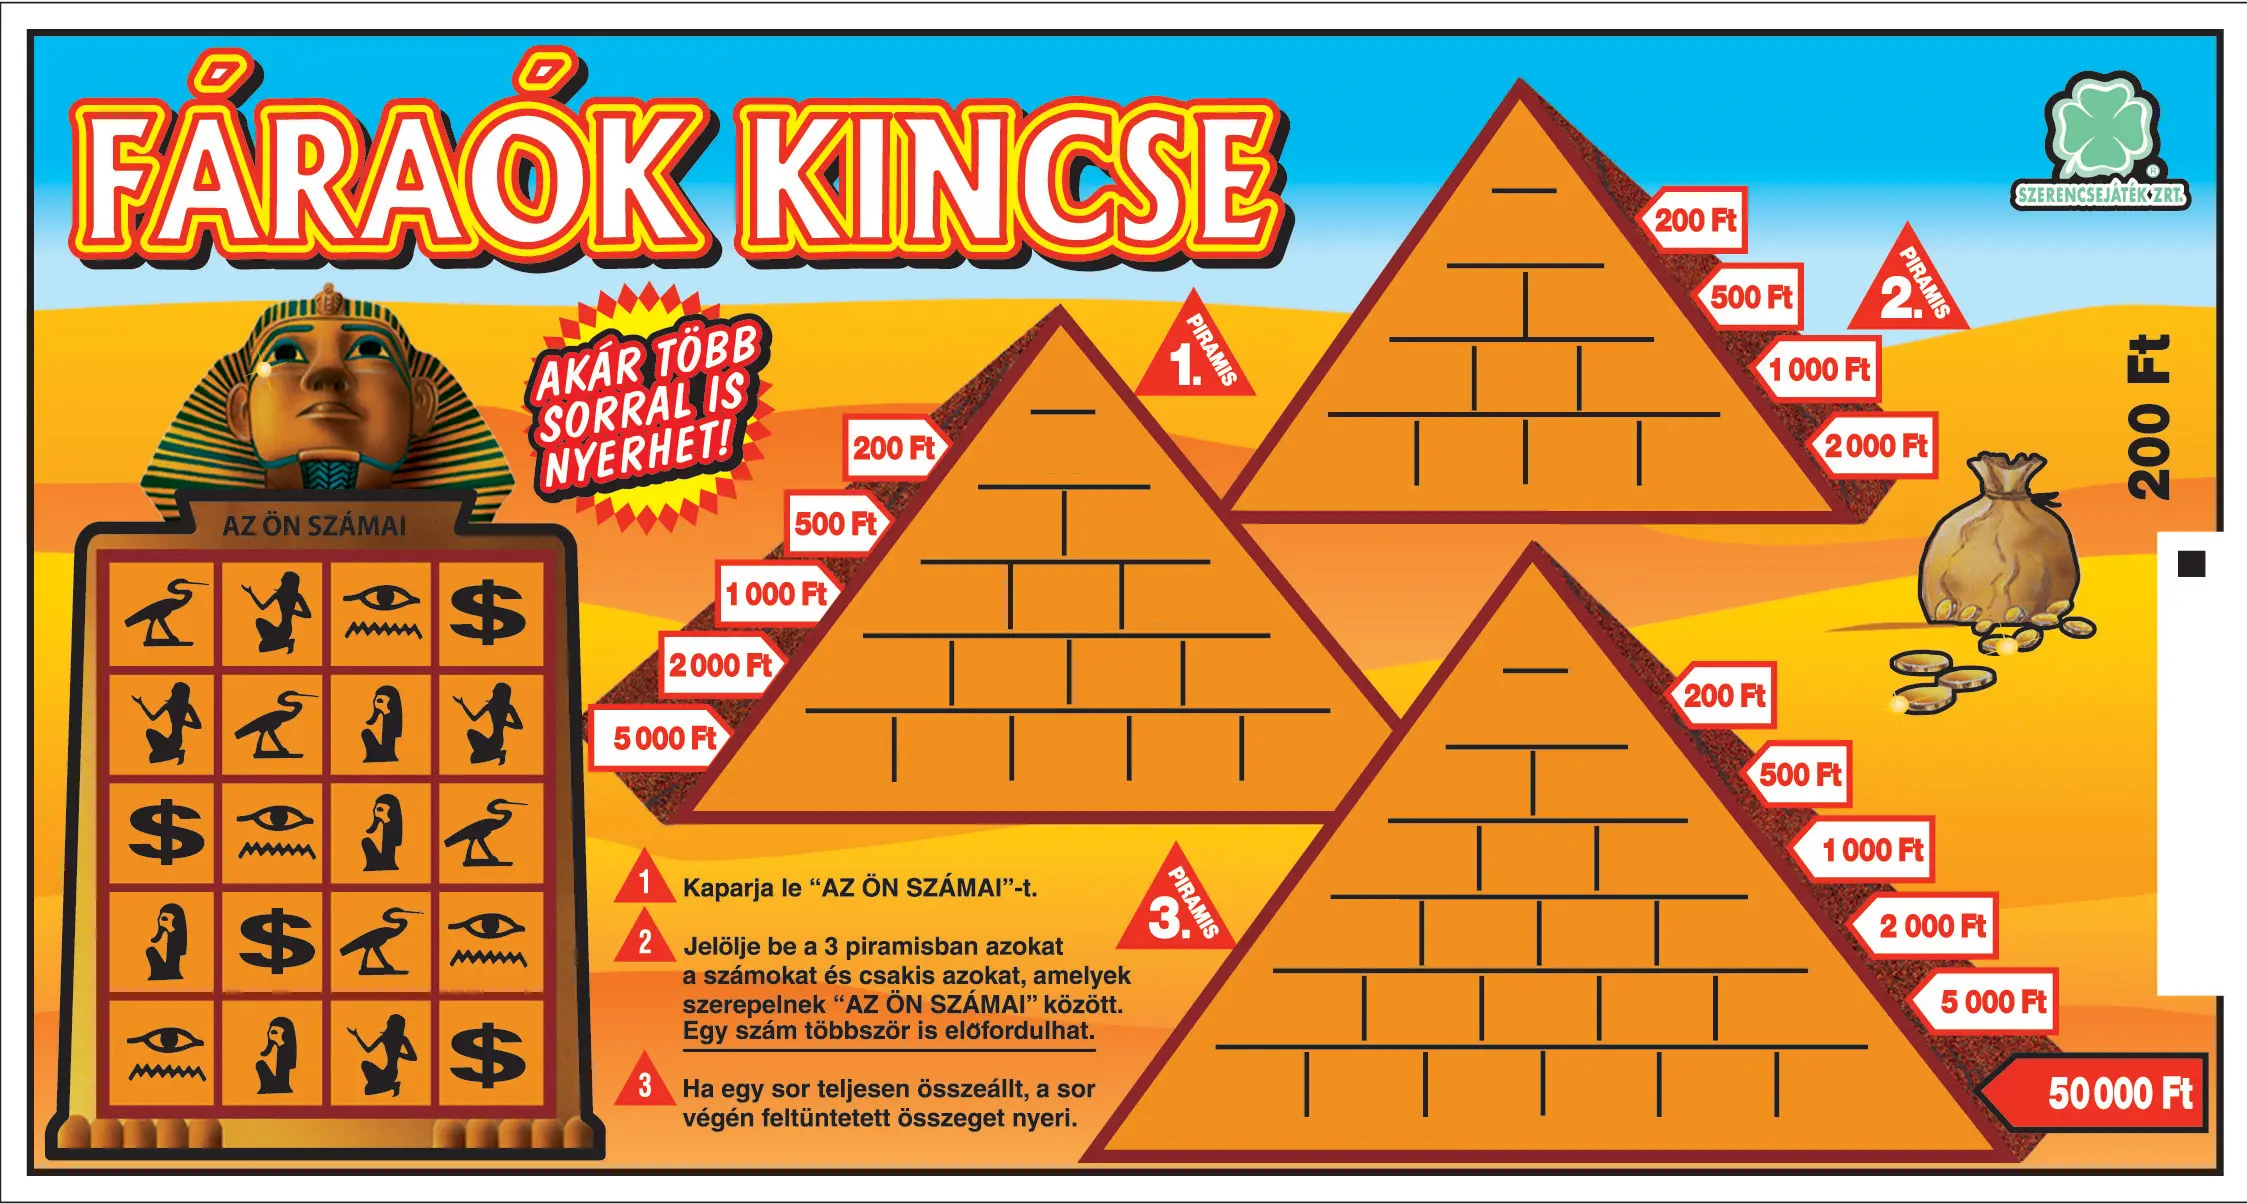 FÁRAÓK KINCSE
SZERENCSEJÁTÉK ZRT.
®
AKÁR TÖBB
SORRAL IS
NYERHET!
AZ ÖN SZÁMAI
$
$
$
$
1. PIRAMIS
200 Ft
500 Ft
1 000 Ft
2 000 Ft
5 000 Ft
2. PIRAMIS
200 Ft
500 Ft
1 000 Ft
2 000 Ft
200 Ft
3. PIRAMIS
200 Ft
500 Ft
1 000 Ft
2 000 Ft
5 000 Ft
50 000 Ft
1 Kaparja le “AZ ÖN SZÁMAI”-t.
2 Jelölje be a 3 piramisban azokat
a számokat és csakis azokat, amelyek
szerepelnek “AZ ÖN SZÁMAI” között.
Egy szám többször is előfordulhat.
3 Ha egy sor teljesen összeállt, a sor
végén feltüntetett összeget nyeri.